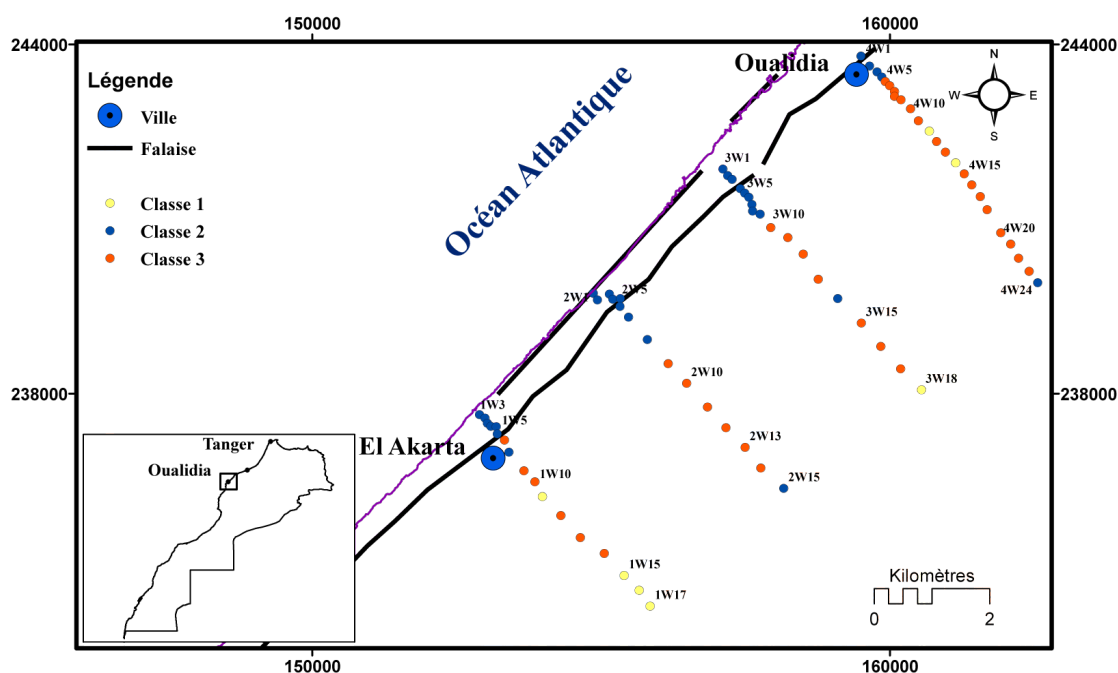 150000
160000
244000
244000
Légende
Ville
Falaise
Classe 1
Classe 2
Classe 3
Océan Atlantique
Oualidia
N
W
E
S
4W1
4W5
4W10
4W15
4W20
4W24
3W1
3W5
3W10
3W15
3W18
2W5
2W10
2W13
2W15
238000
238000
1W3
1W5
El Akarta
1W10
1W15
1W17
Tanger
Oualidia
Kilomètres
0
2
150000
160000